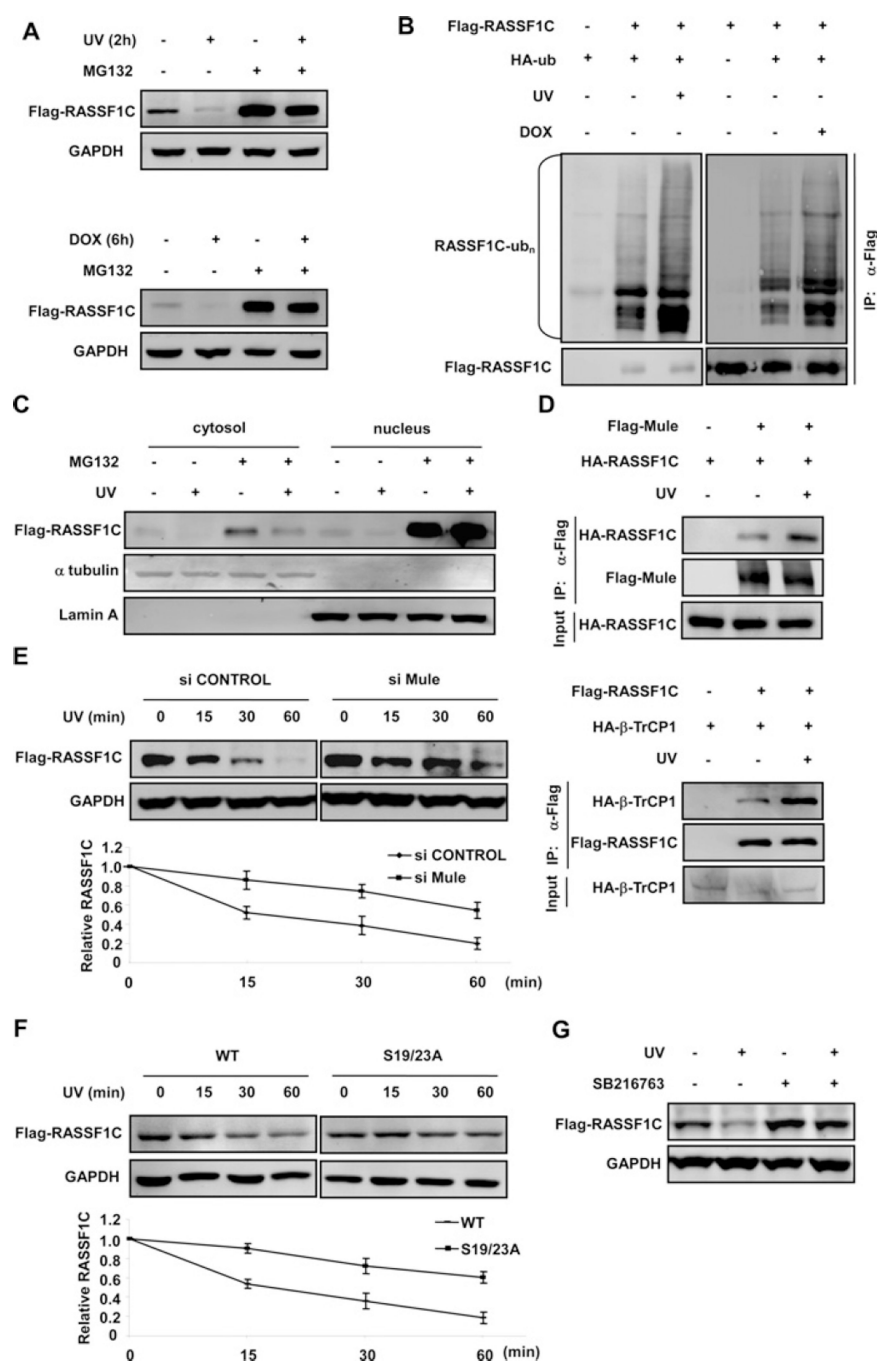 A
UV (2h) - + - +
MG132 - - + +
Flag-RASSF1C
GAPDH
DOX (6h) - + - +
MG132 - - + +
Flag-RASSF1C
GAPDH
B
Flag-RASSF1C - + + + + +
HA-ub + + + - + +
UV - - + - - -
DOX - - - - - +
RASSF1C-ubn
Flag-RASSF1C
IP: α-Flag
C
cytosol nucleus
MG132 - - + + - - + +
UV - + - + - + - +
Flag-RASSF1C
α tubulin
Lamin A
D
Flag-Mule - + +
HA-RASSF1C + + +
UV - - +
IP: α-Flag
HA-RASSF1C
Flag-Mule
Input
HA-RASSF1C
Flag-RASSF1C - + +
HA-β-TrCP1 + + +
UV - - +
IP: α-Flag
HA-β-TrCP1
Flag-RASSF1C
Input
HA-β-TrCP1
E
si CONTROL si Mule
UV (min) 0 15 30 60 0 15 30 60
Flag-RASSF1C
GAPDH
Relative RASSF1C
1.2
1.0
0.8
0.6
0.4
0.2
0
si CONTROL
si Mule
0 15 30 60 (min)
F
WT S19/23A
UV (min) 0 15 30 60 0 15 30 60
Flag-RASSF1C
GAPDH
Relative RASSF1C
1.2
1.0
0.8
0.6
0.4
0.2
0
WT
S19/23A
0 15 30 60 (min)
G
UV - + - +
SB216763 - - + +
Flag-RASSF1C
GAPDH